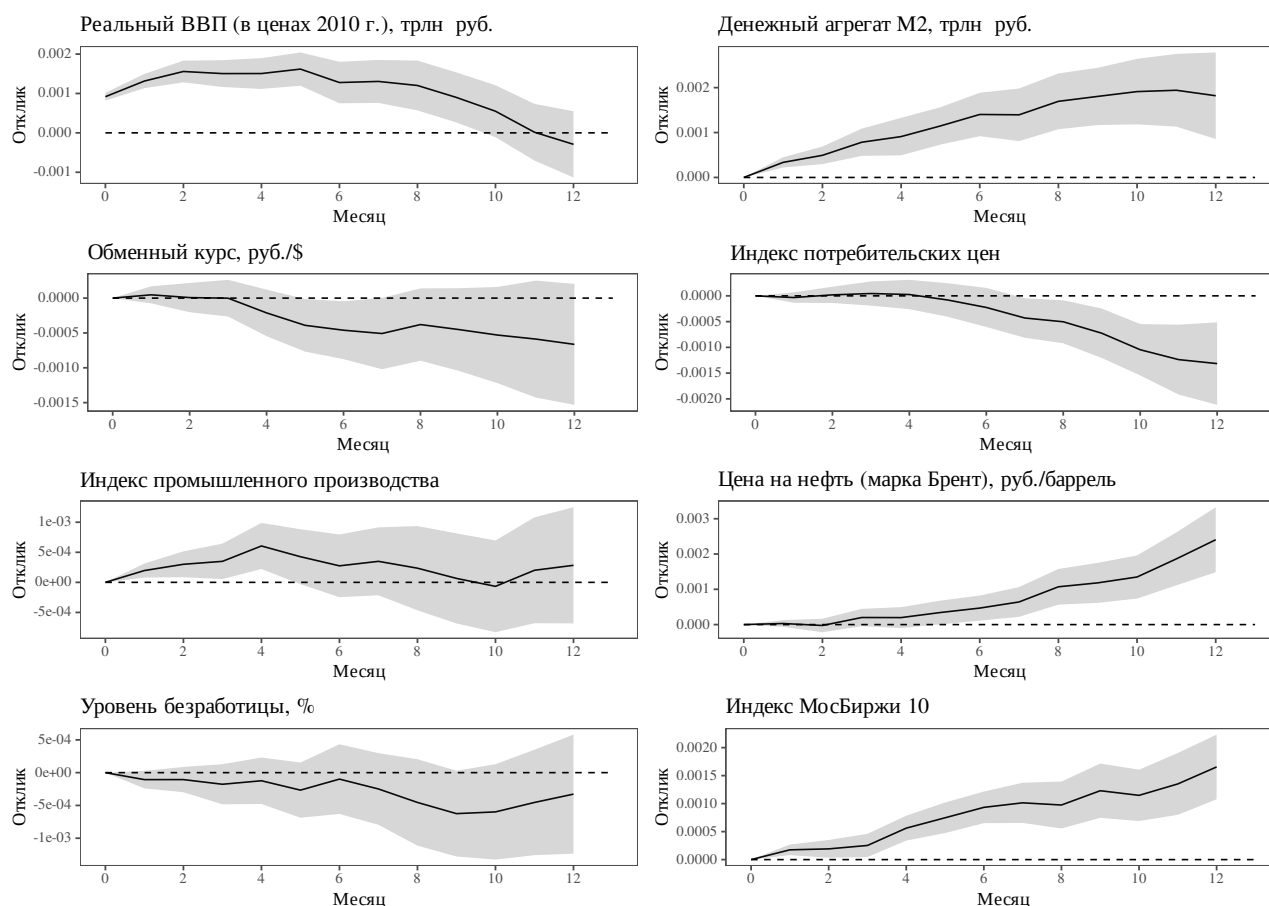 Реальный ВВП (в ценах 2010 г.), трлн руб.
Отклик
0.002
0.001
0.000
-0.001
0 2 4 6 8 10 12
Месяц
Денежный агрегат М2, трлн руб.
Отклик
0.002
0.001
0.000
0 2 4 6 8 10 12
Месяц
Обменный курс, руб./$
Отклик
0.0000
-0.0005
-0.0010
-0.0015
0 2 4 6 8 10 12
Месяц
Индекс потребительских цен
Отклик
0.0000
-0.0005
-0.0010
-0.0015
-0.0020
0 2 4 6 8 10 12
Месяц
Индекс промышленного производства
Отклик
1e-03
5e-04
0e+00
-5e-04
0 2 4 6 8 10 12
Месяц
Цена на нефть (марка Брент), руб./баррель
Отклик
0.003
0.002
0.001
0.000
0 2 4 6 8 10 12
Месяц
Уровень безработицы, %
Отклик
5e-04
0e+00
-5e-04
-1e-03
0 2 4 6 8 10 12
Месяц
Индекс МосБиржи 10
Отклик
0.0020
0.0015
0.0010
0.0005
0.0000
0 2 4 6 8 10 12
Месяц